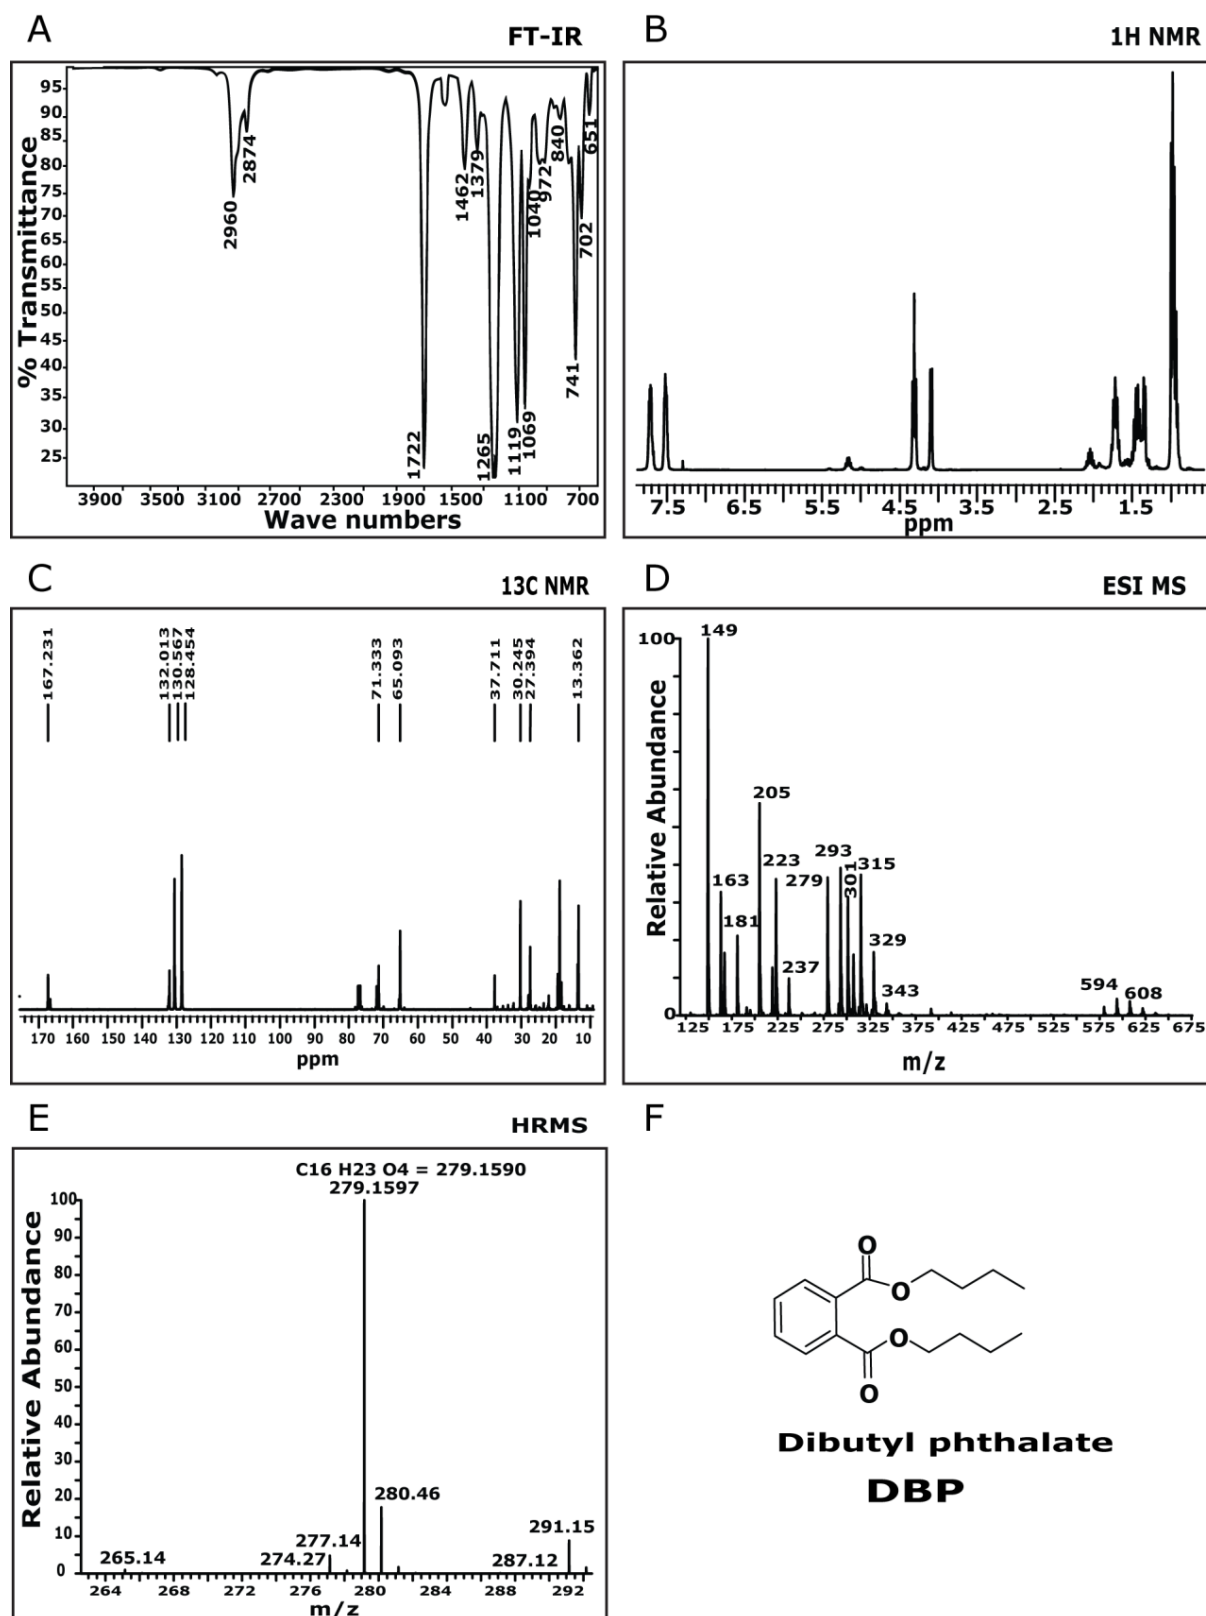 A
FT-IR
% Transmittance
95
90
85
80
75
70
65
60
55
50
45
40
35
30
25
2960
2874
1722
1462
1379
1265
1119
1069
1040
972
840
741
702
651
3900 3500 3100 2700 2300 1900 1500 1100 700
Wave numbers
B
1H NMR
7.5 6.5 5.5 4.5 3.5 2.5 1.5
ppm
C
13C NMR
167.231
132.013
130.567
128.454
71.333
65.093
37.711
30.245
27.394
13.362
170 160 150 140 130 120 110 100 90 80 70 60 50 40 30 20 10
ppm
D
ESI MS
Relative Abundance
100
0
149
163
181
205
223
237
279
293
301
315
329
343
594
608
125 175 225 275 325 375 425 475 525 575 625 675
m/z
E
HRMS
C16 H23 O4 = 279.1590
279.1597
Relative Abundance
100
90
80
70
60
50
40
30
20
10
0
265.14
274.27
277.14
280.46
287.12
291.15
264 268 272 276 280 284 288 292
m/z
F
O
O
O
O
Dibutyl phthalate
DBP